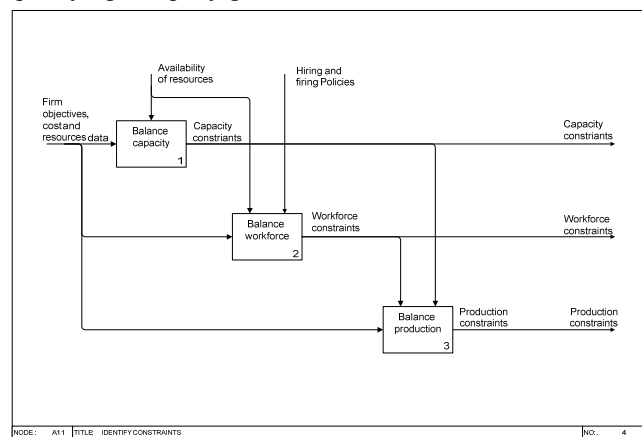 Availability
of resources
Hiring and
firing Policies
Firm
objectives,
cost and
resources data
Balance
capacity
1
Capacity
constriants
Capacity
constriants
Balance
workforce
2
Workforce
constraints
Workforce
constraints
Balance
production
3
Production
constraints
Production
constraints
NODE: A11 TITLE: IDENTIFY CONSTRAINTS NO:. 4